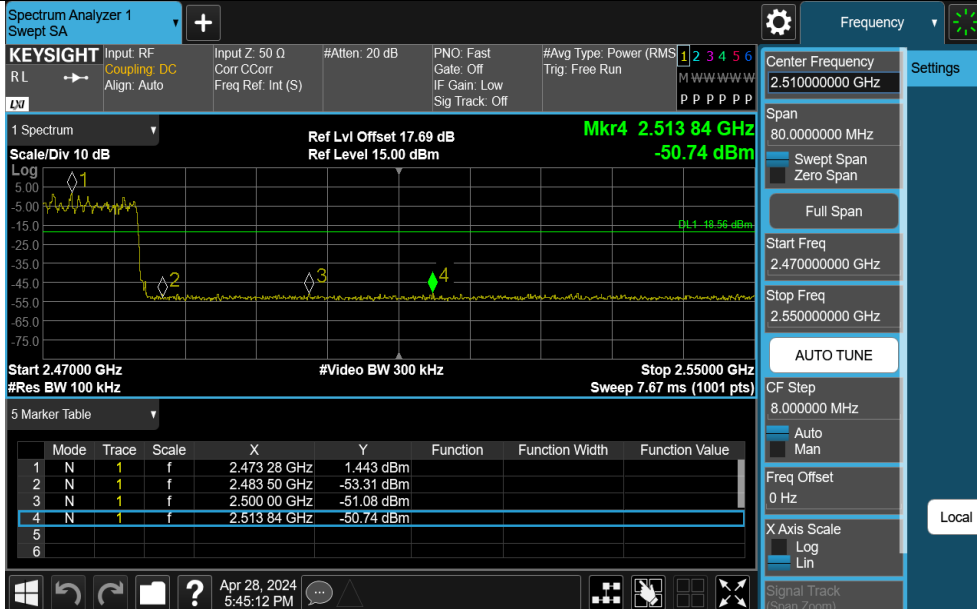 Spectrum Analyzer 1
Swept SA
+
Frequency
KEYSIGHT
RL
LXI
Input: RF
Coupling: DC
Align: Auto
Input Z: 50 Ω
Corr CCorr
Freq Ref: Int (S)
#Atten: 20 dB
PNO: Fast
Gate: Off
IF Gain: Low
Sig Track: Off
#Avg Type: Power (RMS
Trig: Free Run
1 2 3 4 5 6
M W W W W W
P P P P P P
1 Spectrum
Scale/Div 10 dB
Ref Lvl Offset 17.69 dB
Ref Level 15.00 dBm
Mkr4 2.513 84 GHz
-50.74 dBm
Log
5.00
-5.00
-15.0
-25.0
-35.0
-45.0
-55.0
-65.0
-75.0
1
2
3
4
DL1 -18.56 dBm
Start 2.47000 GHz
#Res BW 100 kHz
#Video BW 300 kHz
Stop 2.55000 GHz
Sweep 7.67 ms (1001 pts)
5 Marker Table
Mode Trace Scale X Y Function Function Width Function Value
1 N 1 f 2.473 28 GHz 1.443 dBm
2 N 1 f 2.483 50 GHz -53.31 dBm
3 N 1 f 2.500 00 GHz -51.08 dBm
4 N 1 f 2.513 84 GHz -50.74 dBm
5
6
?
Apr 28, 2024
5:45:12 PM
Center Frequency
2.510000000 GHz
Span
80.0000000 MHz
Swept Span
Zero Span
Full Span
Start Freq
2.470000000 GHz
Stop Freq
2.550000000 GHz
AUTO TUNE
CF Step
8.000000 MHz
Auto
Man
Freq Offset
0 Hz
X Axis Scale
Log
Lin
Signal Track
(Span Zoom)
Settings
Local